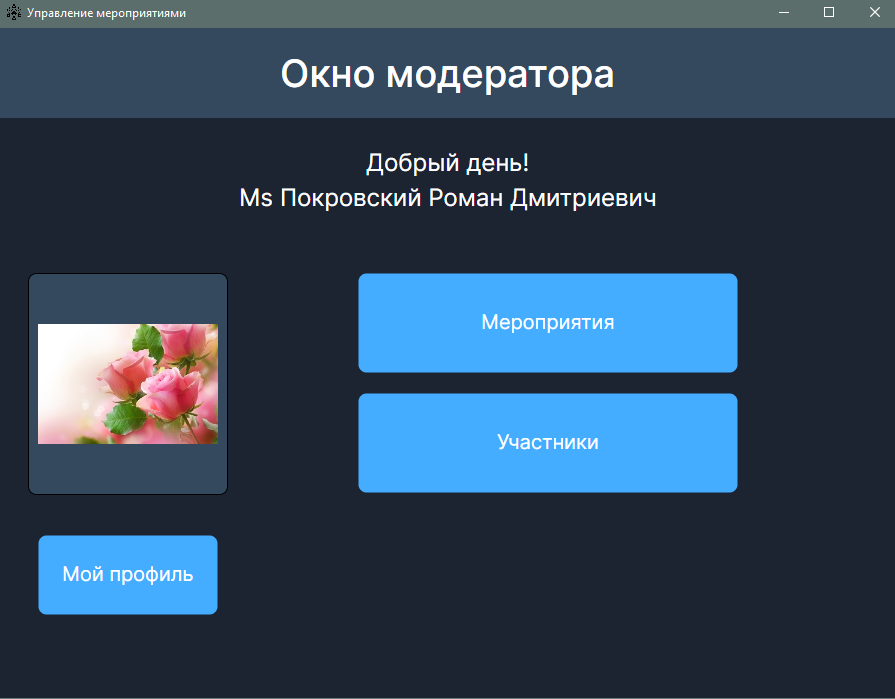 Управление мероприятиями
Окно модератора
Добрый день!
Ms Покровский Роман Дмитриевич
Мероприятия
Участники
Мой профиль